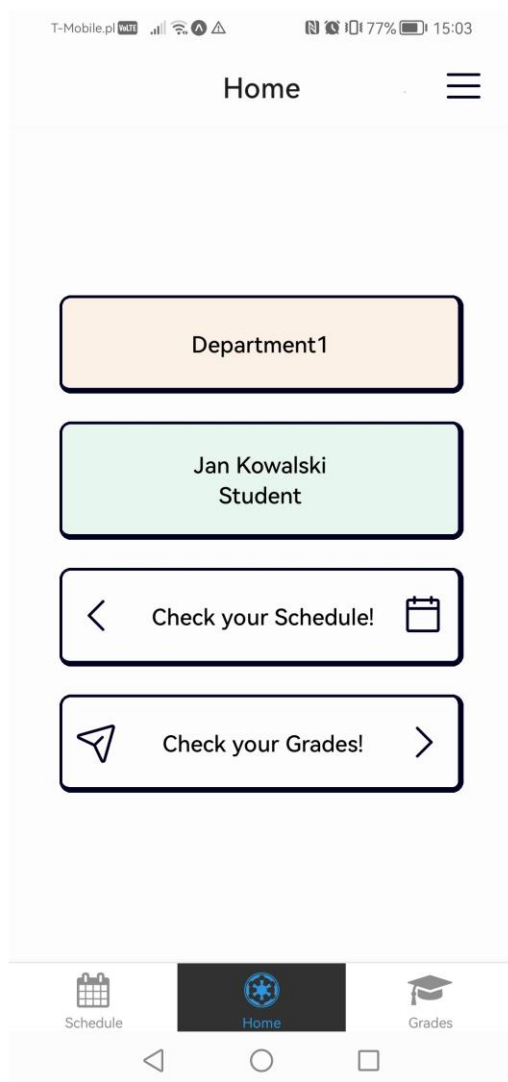 T-Mobile.pl VoLTE 77% 15:03
Home
Department1
Jan Kowalski
Student
Check your Schedule!
Check your Grades!
Schedule Home Grades